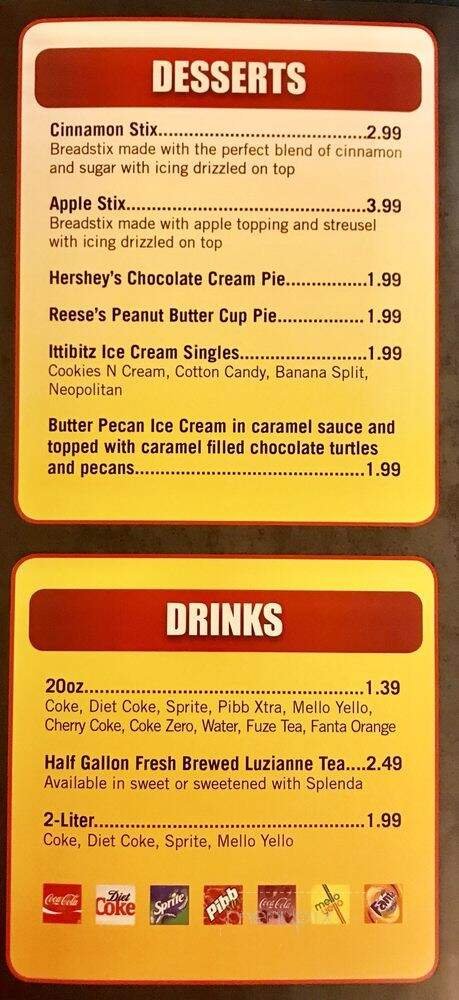 DESSERTS
Cinnamon Stix.......................................2.99
Breadstix made with the perfect blend of cinnamon
and sugar with icing drizzled on top
Apple Stix.............................................3.99
Breadstix made with apple topping and streusel
with icing drizzled on top
Hershey's Chocolate Cream Pie...............1.99
Reese's Peanut Butter Cup Pie................1.99
Ittibitz Ice Cream Singles.......................1.99
Cookies N Cream, Cotton Candy, Banana Split,
Neopolitan
Butter Pecan Ice Cream in caramel sauce and
topped with caramel filled chocolate turtles
and pecans...........................................1.99
DRINKS
20oz.....................................................1.39
Coke, Diet Coke, Sprite, Pibb Xtra, Mello Yello,
Cherry Coke, Coke Zero, Water, Fuze Tea, Fanta Orange
Half Gallon Fresh Brewed Luzianne Tea....2.49
Available in sweet or sweetened with Splenda
2-Liter...................................................1.99
Coke, Diet Coke, Sprite, Mello Yello
Coca-Cola Diet Coke Sprite Pibb Coca-Cola mello yello Fanta